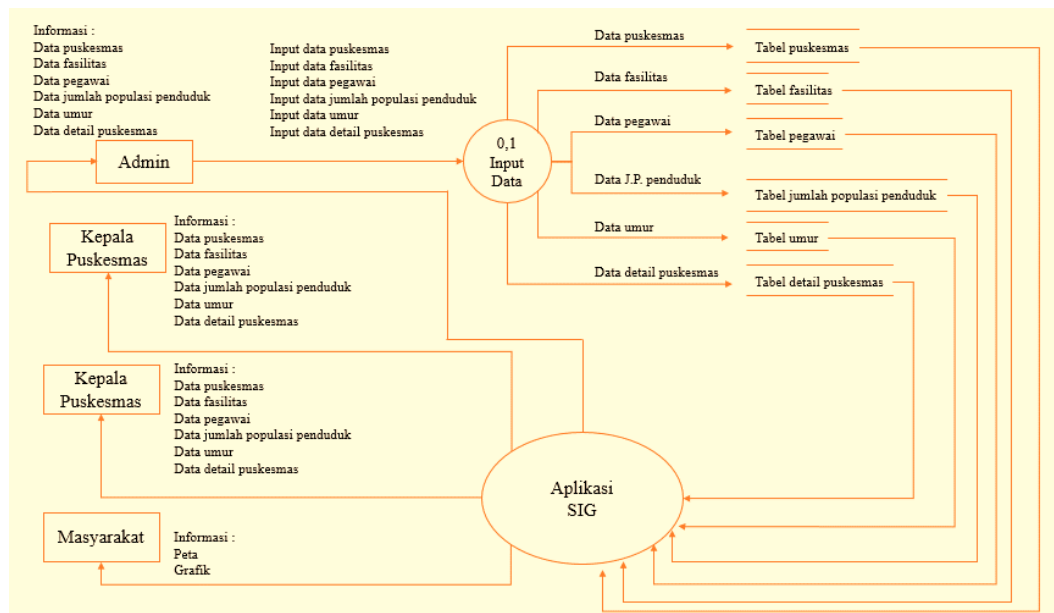 Informasi :
Data puskesmas
Data fasilitas
Data pegawai
Data jumlah populasi penduduk
Data umur
Data detail puskesmas
Input data puskesmas
Input data fasilitas
Input data pegawai
Input data jumlah populasi penduduk
Input data umur
Input data detail puskesmas
Admin
0,1
Input
Data
Data puskesmas
Data fasilitas
Data pegawai
Data J.P. penduduk
Data umur
Data detail puskesmas
Tabel puskesmas
Tabel fasilitas
Tabel pegawai
Tabel jumlah populasi penduduk
Tabel umur
Tabel detail puskesmas
Kepala
Puskesmas
Informasi :
Data puskesmas
Data fasilitas
Data pegawai
Data jumlah populasi penduduk
Data umur
Data detail puskesmas
Kepala
Puskesmas
Informasi :
Data puskesmas
Data fasilitas
Data pegawai
Data jumlah populasi penduduk
Data umur
Data detail puskesmas
Aplikasi
SIG
Masyarakat
Informasi :
Peta
Grafik